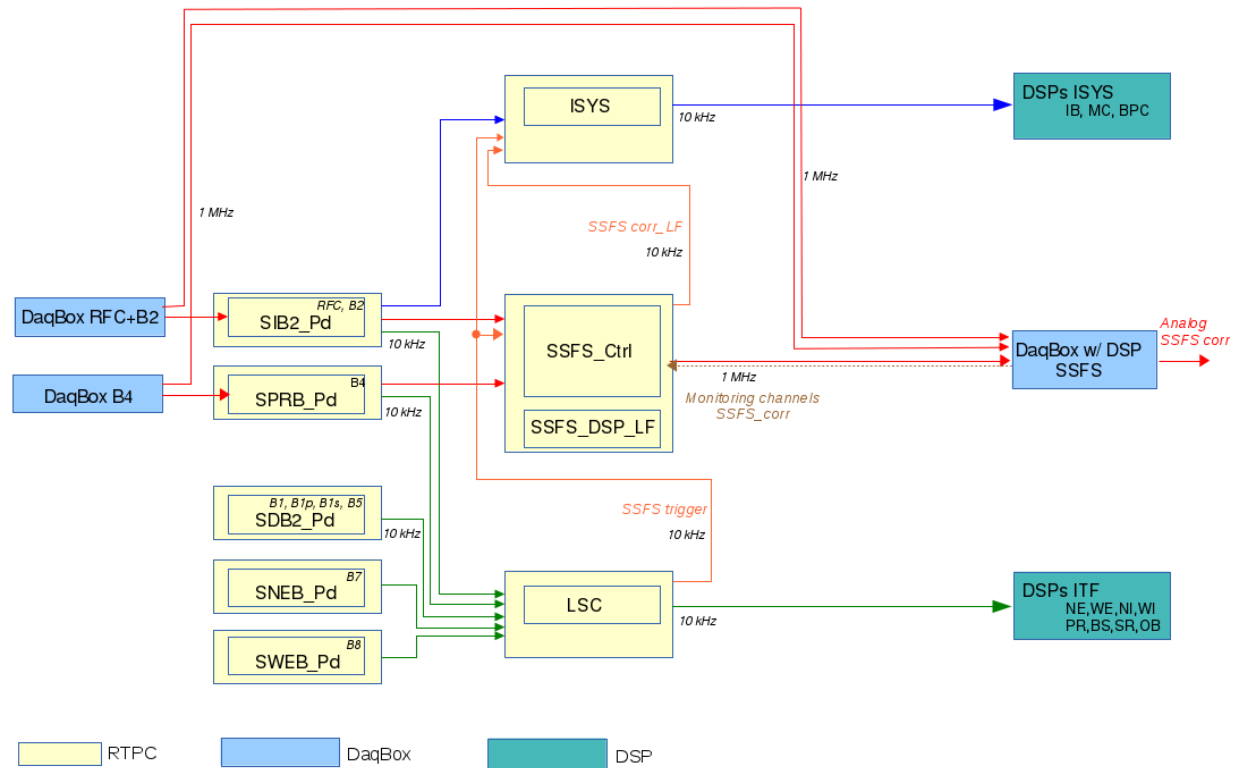 ISYS
10 kHz
DSPs ISYS
IB, MC, BPC
1 MHz
1 MHz
SSFS corr_LF
10 kHz
DaqBox RFC+B2
RFC, B2
SIB2_Pd
10 kHz
SSFS_Ctrl
SSFS_DSP_LF
1 MHz
Monitoring channels
SSFS_corr
DaqBox w/ DSP
SSFS
Analog
SSFS corr
DaqBox B4
B4
SPRB_Pd
10 kHz
B1, B1p, B1s, B5
SDB2_Pd
10 kHz
SSFS trigger
10 kHz
B7
SNEB_Pd
LSC
10 kHz
DSPs ITF
NE,WE,NI,WI
PR,BS,SR,OB
B8
SWEB_Pd
RTPC
DaqBox
DSP